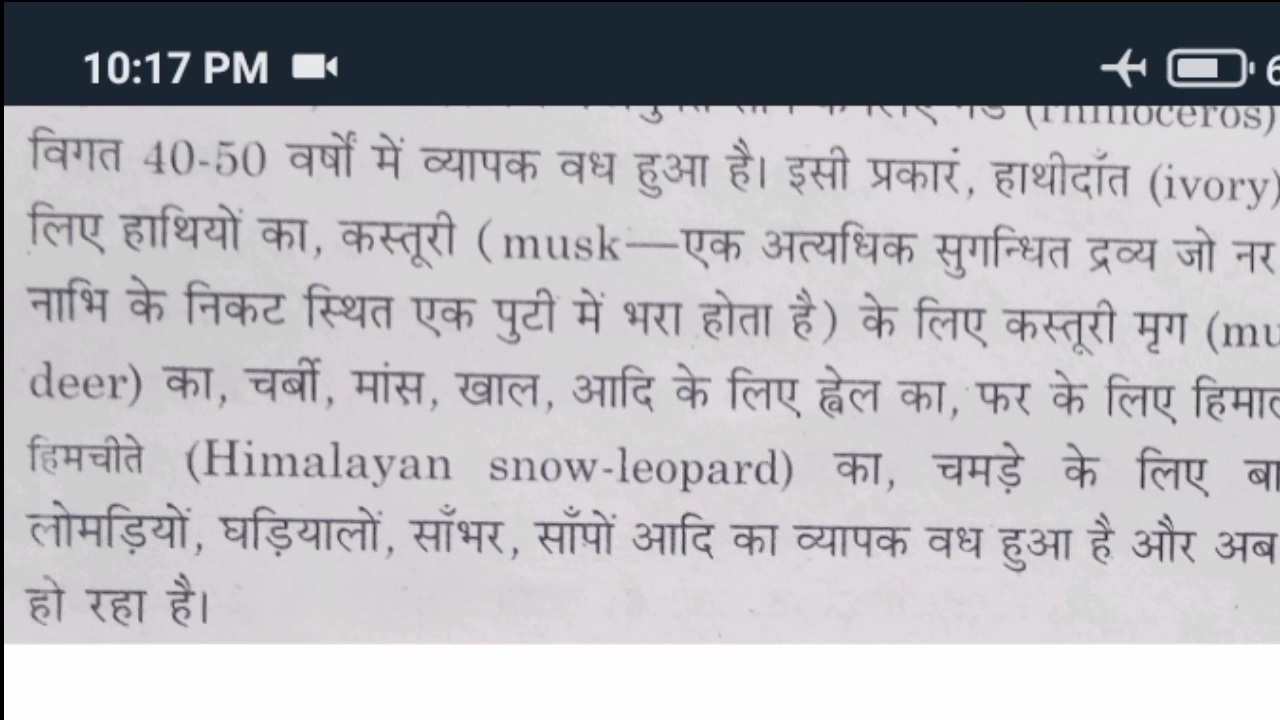 10:17 PM
(rhinoceros)
विगत 40-50 वर्षों में व्यापक वध हुआ है। इसी प्रकारं, हाथीदाँत (ivory)
लिए हाथियों का, कस्तूरी (musk—एक अत्यधिक सुगन्धित द्रव्य जो नर
नाभि के निकट स्थित एक पुटी में भरा होता है) के लिए कस्तूरी मृग (mu
deer) का, चर्बी, मांस, खाल, आदि के लिए ह्वेल का, फर के लिए
हिमचीते (Himalayan snow-leopard) का, चमड़े के लिए
लोमड़ियों, घड़ियालों, साँभर, साँपों आदि का व्यापक वध हुआ है और अब
हो रहा है।